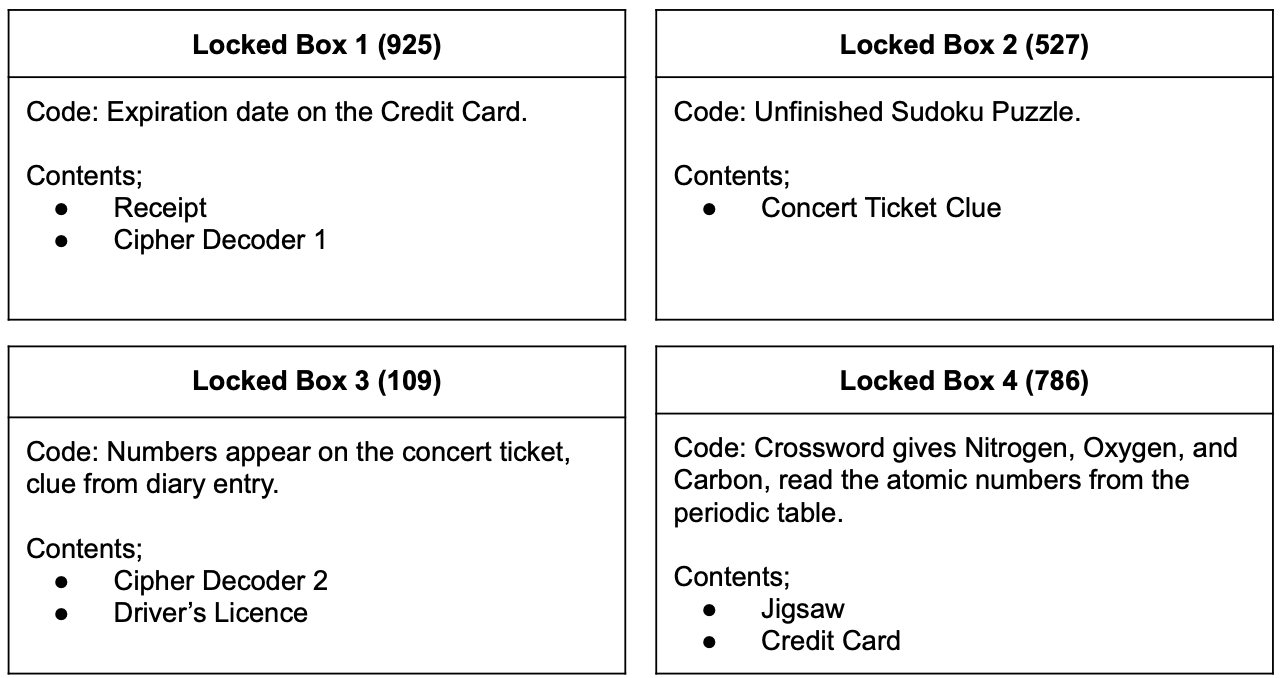 Locked Box 1 (925)
Code: Expiration date on the Credit Card.
Contents;
● Receipt
● Cipher Decoder 1
Locked Box 2 (527)
Code: Unfinished Sudoku Puzzle.
Contents;
● Concert Ticket Clue
Locked Box 3 (109)
Code: Numbers appear on the concert ticket,
clue from diary entry.
Contents;
● Cipher Decoder 2
● Driver’s Licence
Locked Box 4 (786)
Code: Crossword gives Nitrogen, Oxygen, and
Carbon, read the atomic numbers from the
periodic table.
Contents;
● Jigsaw
● Credit Card